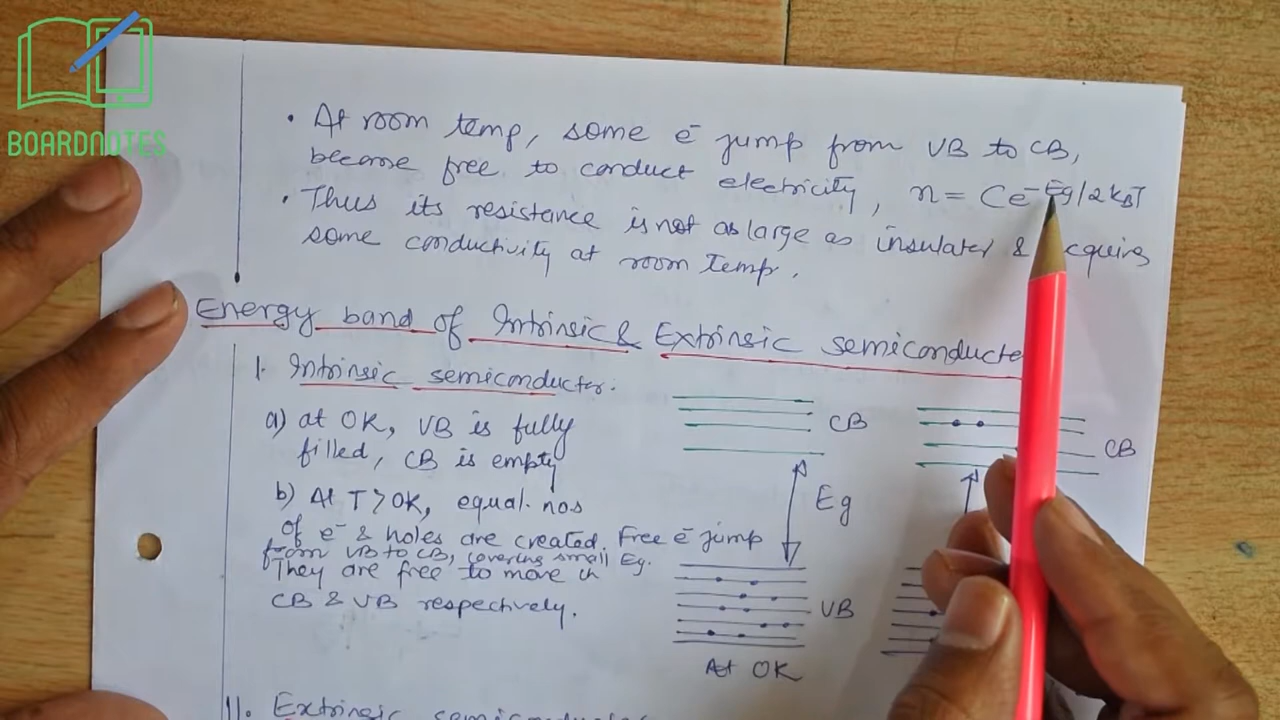 BOARDNOTES
• At room temp, some e⁻ jump from VB to CB,
become free to conduct electricity, n = Ce^-Eg/2kBT
• Thus its resistance is not as large as insulater &
some conductivity at room temp.
Energy band of Intrinsic & Extrinsic
I. Intrinsic semiconducter.
a) at 0K, VB is fully
filled, CB is empty
b) At T>0K, equal nos
of e⁻ & holes are created. Free e⁻ jump
from VB to CB, covering small Eg.
They are free to move in
CB & VB respectively.
CB
Eg
VB
At 0K
CB
II. Extrinsic